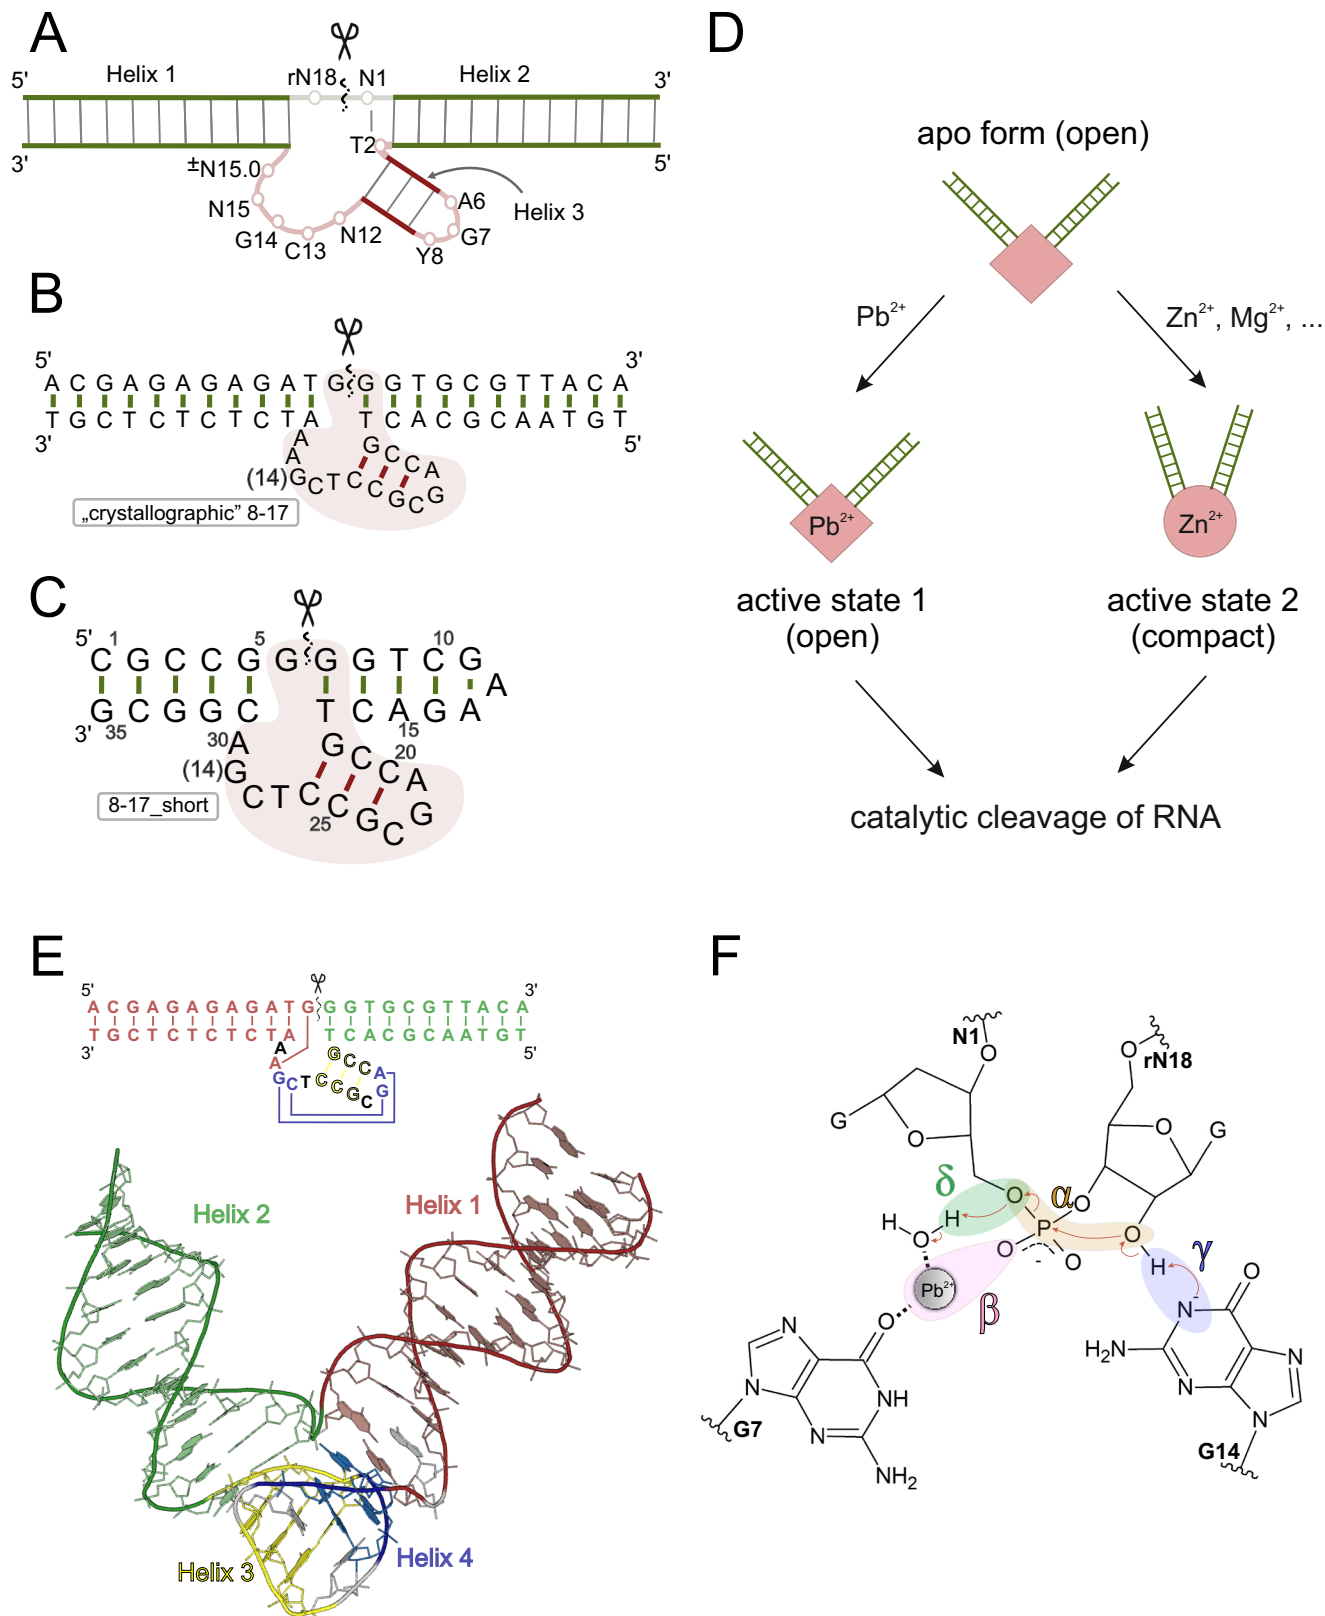 A
5' Helix 1 rN18 N1 Helix 2 3'
3' ±N15.0 T2 5'
N15 A6 Helix 3
G14 C13 N12 G7
Y8
B
5' 3'
A C G A G A G A G A T G G G T G C G T T A C A
T G C T C T C T C T A T C A C G C A A T G T
3' 5'
A
A G C C A
(14) G C T C C G C G
„crystallographic” 8-17
C
5' 1 5 10
C G C C G G G G T C G
A
G C G G C T C A G A
3' 35 30 15
A G C C 20 A
(14) G
C T C C G C G
25
8-17_short
D
apo form (open)
Pb2+ Zn2+, Mg2+, ...
Pb2+ Zn2+
active state 1 active state 2
(open) (compact)
catalytic cleavage of RNA
E
5' 3'
A C G A G A G A G A T G G G T G C G T T A C A
T G C T C T C T C T A T C A C G C A A T G T
3' 5'
A
A G C C A
G C T C C G C G
Helix 2 Helix 1
Helix 3 Helix 4
F
N1 O O rN18
G O O G
δ O α O
H H P O
O O - O H γ O
Pb2+ β
N O N-
H2N
N NH N N
G7 N N
NH2 G14